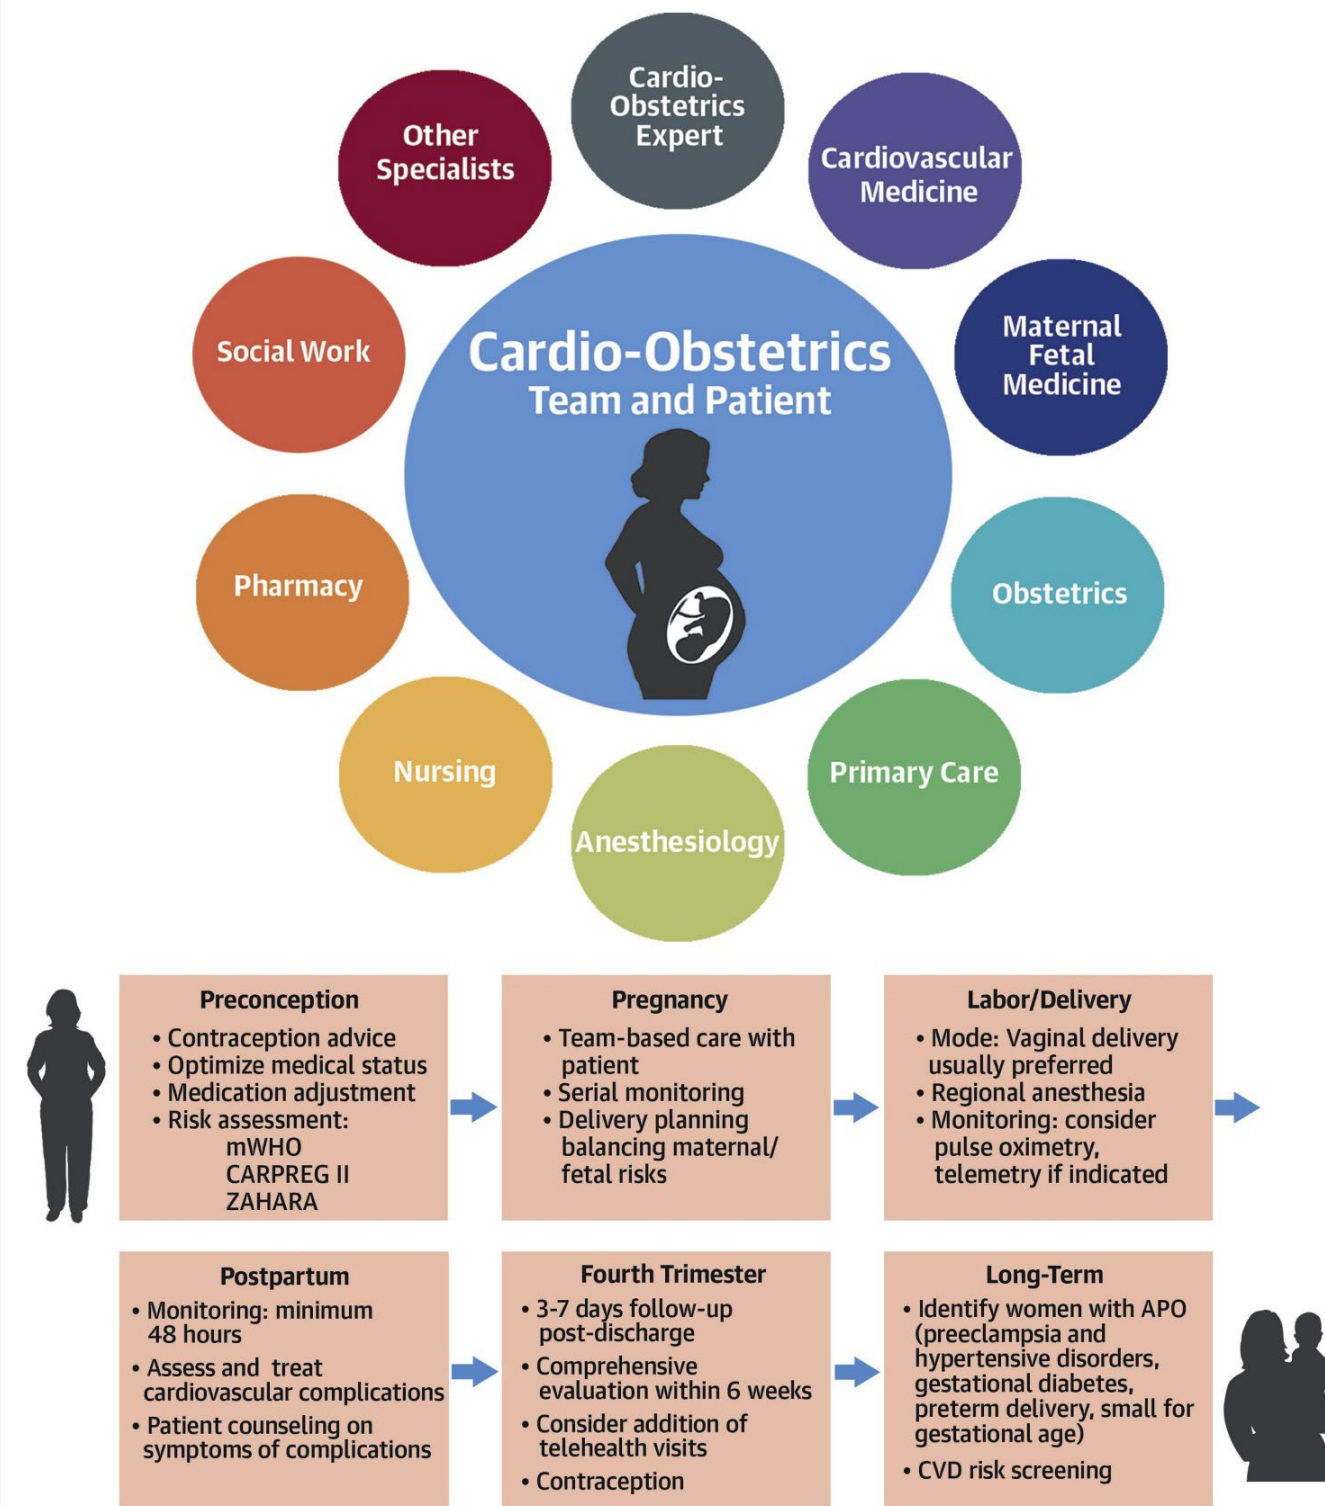 Cardio-
Obstetrics
Expert
Other
Specialists
Cardiovascular
Medicine
Social Work
Cardio-Obstetrics
Team and Patient
Maternal
Fetal
Medicine
Pharmacy
Obstetrics
Nursing
Primary Care
Anesthesiology
Preconception
• Contraception advice
• Optimize medical status
• Medication adjustment
• Risk assessment:
mWHO
CARPREG II
ZAHARA
Pregnancy
• Team-based care with
patient
• Serial monitoring
• Delivery planning
balancing maternal/
fetal risks
Labor/Delivery
• Mode: Vaginal delivery
usually preferred
• Regional anesthesia
• Monitoring: consider
pulse oximetry,
telemetry if indicated
Postpartum
• Monitoring: minimum
48 hours
• Assess and treat
cardiovascular complications
• Patient counseling on
symptoms of complications
Fourth Trimester
• 3-7 days follow-up
post-discharge
• Comprehensive
evaluation within 6 weeks
• Consider addition of
telehealth visits
• Contraception
Long-Term
• Identify women with APO
(preeclampsia and
hypertensive disorders,
gestational diabetes,
preterm delivery, small for
gestational age)
• CVD risk screening